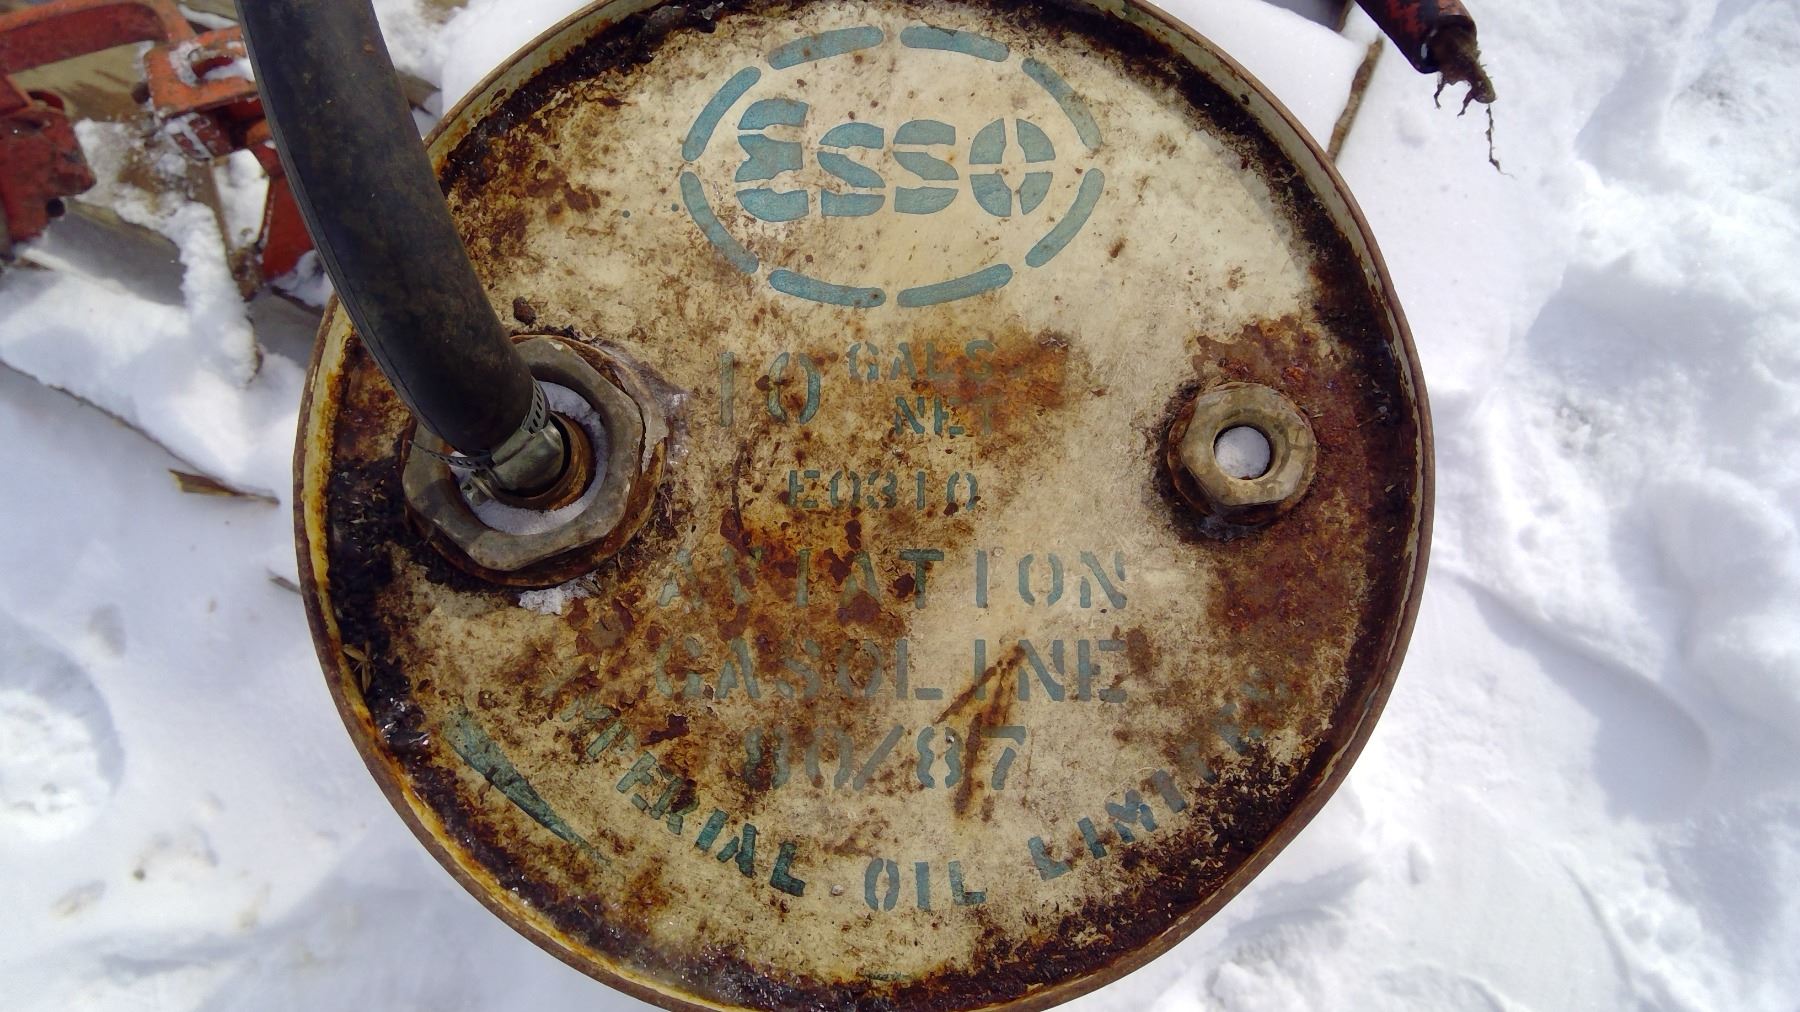 ESSO
10 GALS.
NET
E0310
AVIATION
GASOLINE
80/87
IMPERIAL OIL LIMITED